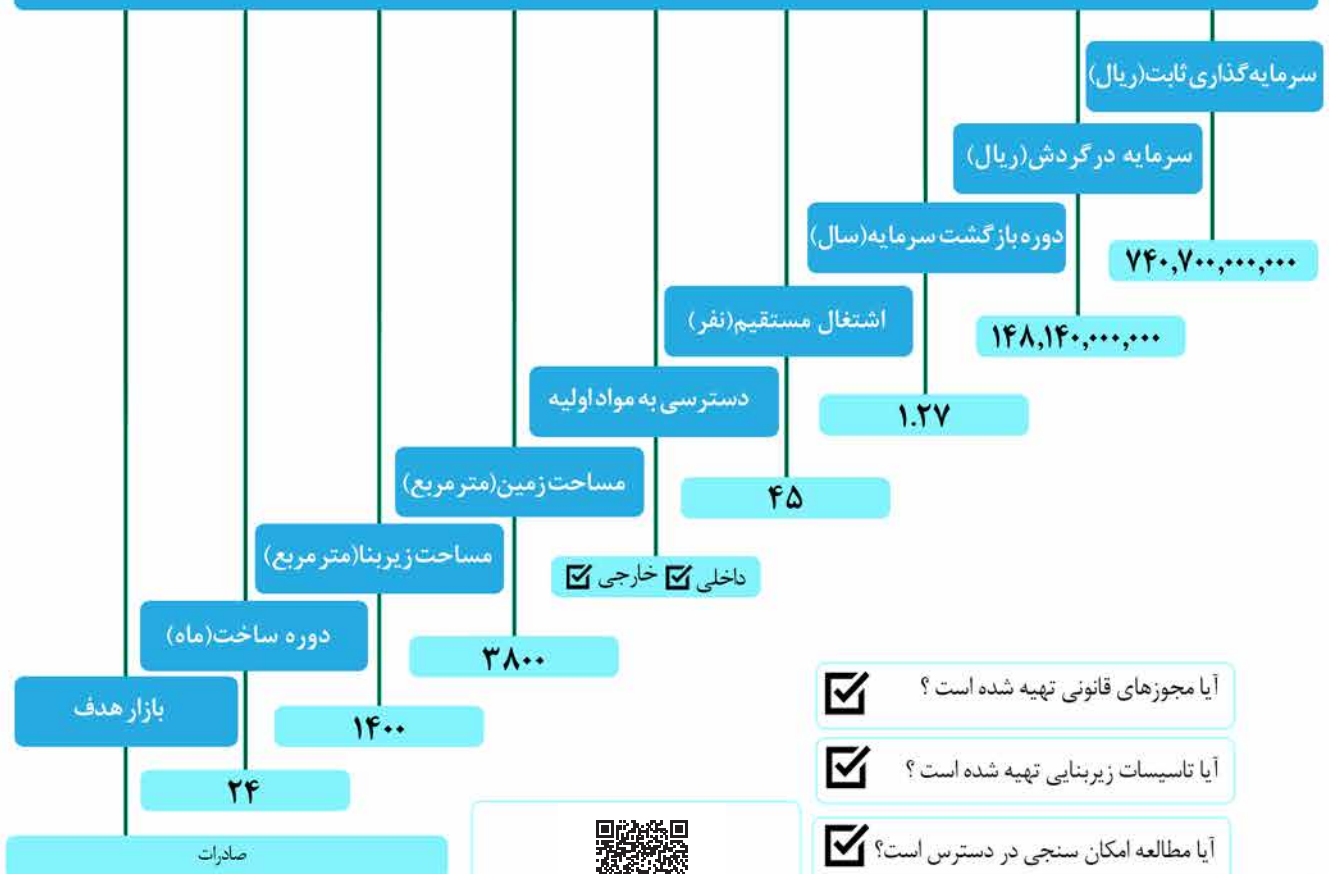 سرمایه‌گذاری ثابت(ریال)
۷۴۰,۷۰۰,۰۰۰,۰۰۰
سرمایه در گردش(ریال)
۱۴۸,۱۴۰,۰۰۰,۰۰۰
دوره بازگشت سرمایه(سال)
۱.۲۷
اشتغال مستقیم(نفر)
۴۵
دسترسی به مواد اولیه
داخلی ☑ خارجی ☑
مساحت زمین(متر مربع)
۳۸۰۰
مساحت زیربنا(متر مربع)
۱۴۰۰
دوره ساخت(ماه)
۲۴
بازار هدف
صادرات
آیا مجوزهای قانونی تهیه شده است ؟ ☑
آیا تاسیسات زیربنایی تهیه شده است ؟ ☑
آیا مطالعه امکان سنجی در دسترس است؟ ☑